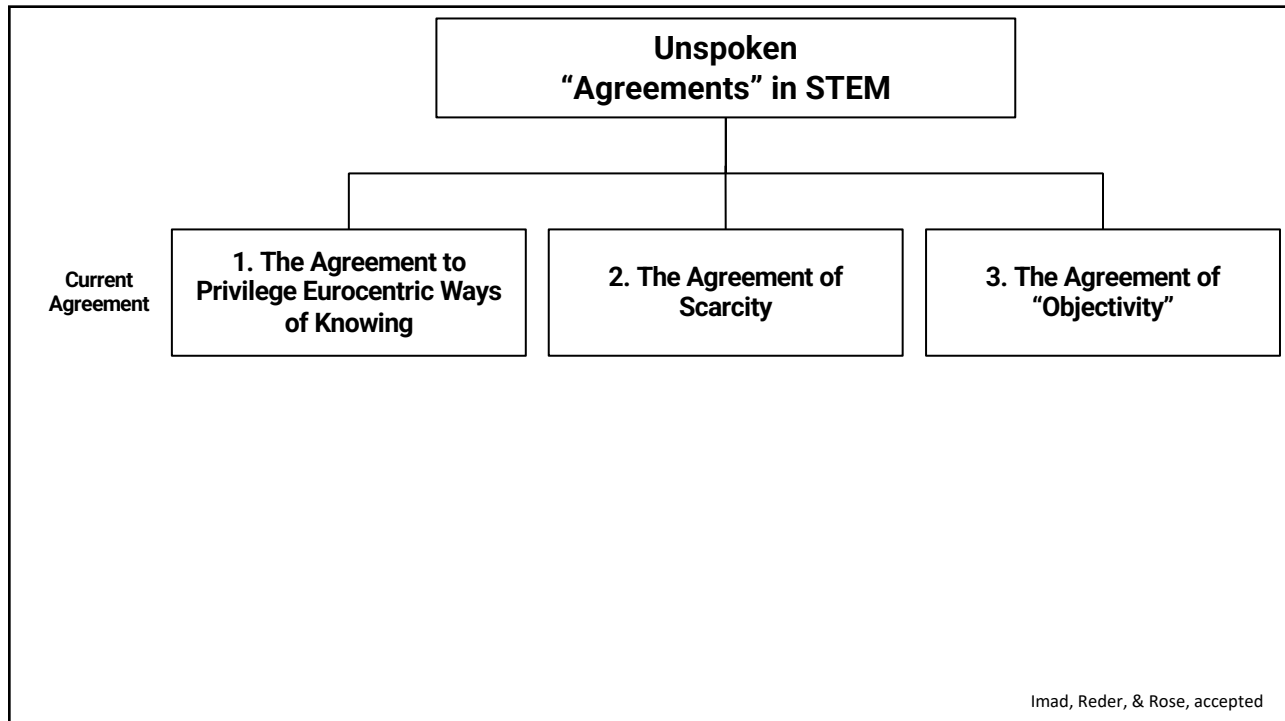 Unspoken
“Agreements” in STEM
Current
Agreement
1. The Agreement to
Privilege Eurocentric Ways
of Knowing
2. The Agreement of
Scarcity
3. The Agreement of
“Objectivity”
Imad, Reder, & Rose, accepted